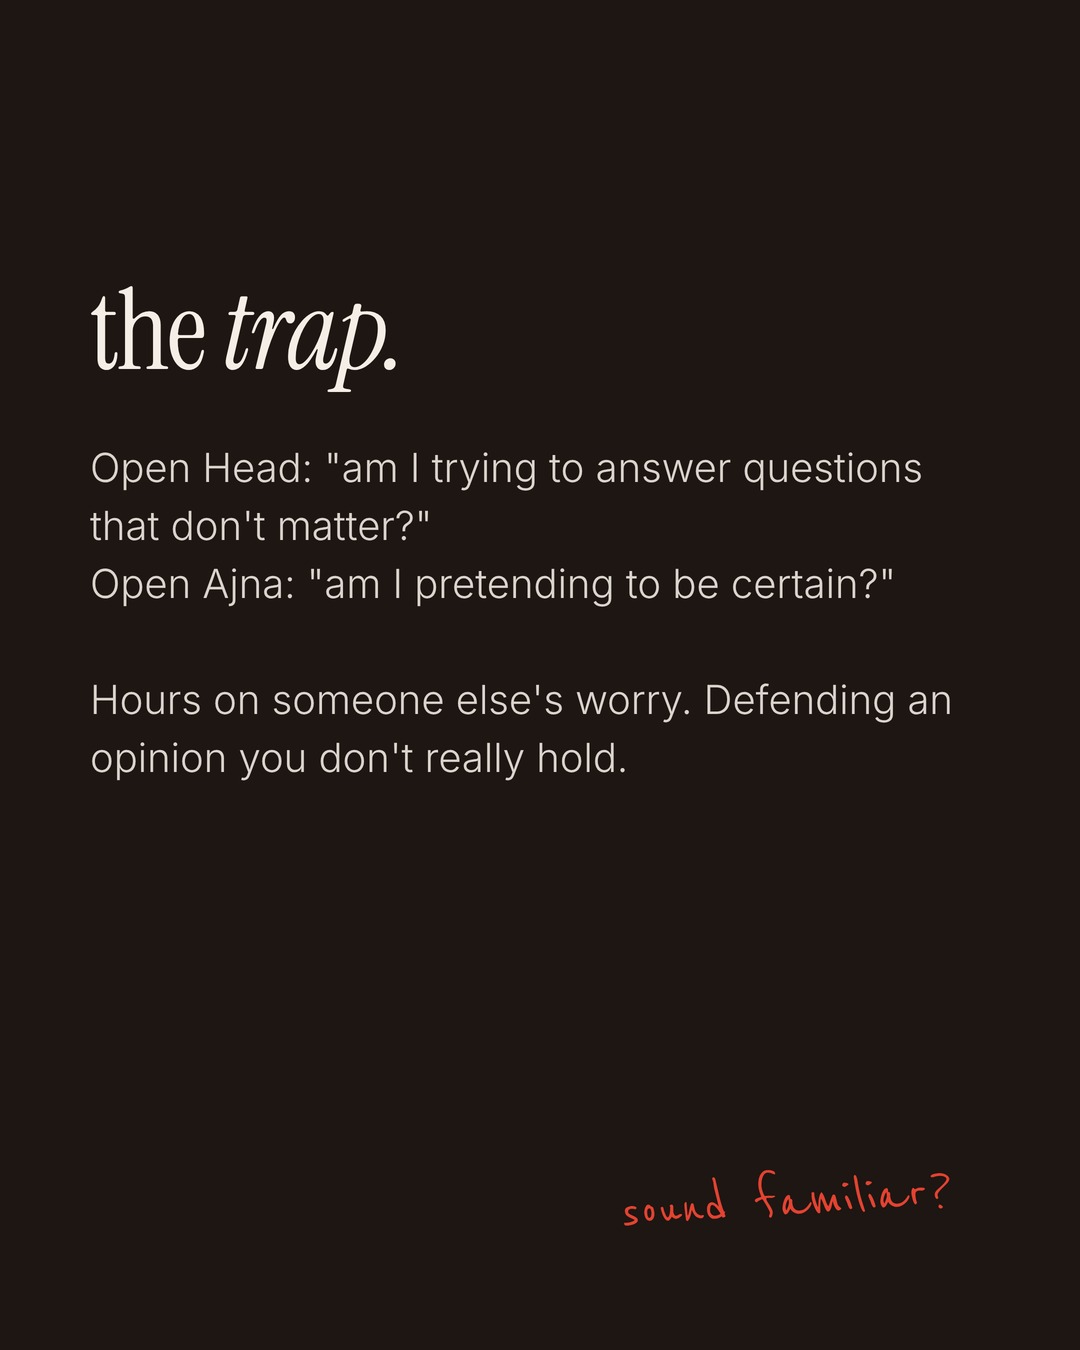 the trap.
Open Head: "am I trying to answer questions
that don't matter?"
Open Ajna: "am I pretending to be certain?"
Hours on someone else's worry. Defending an
opinion you don't really hold.
sound familiar?